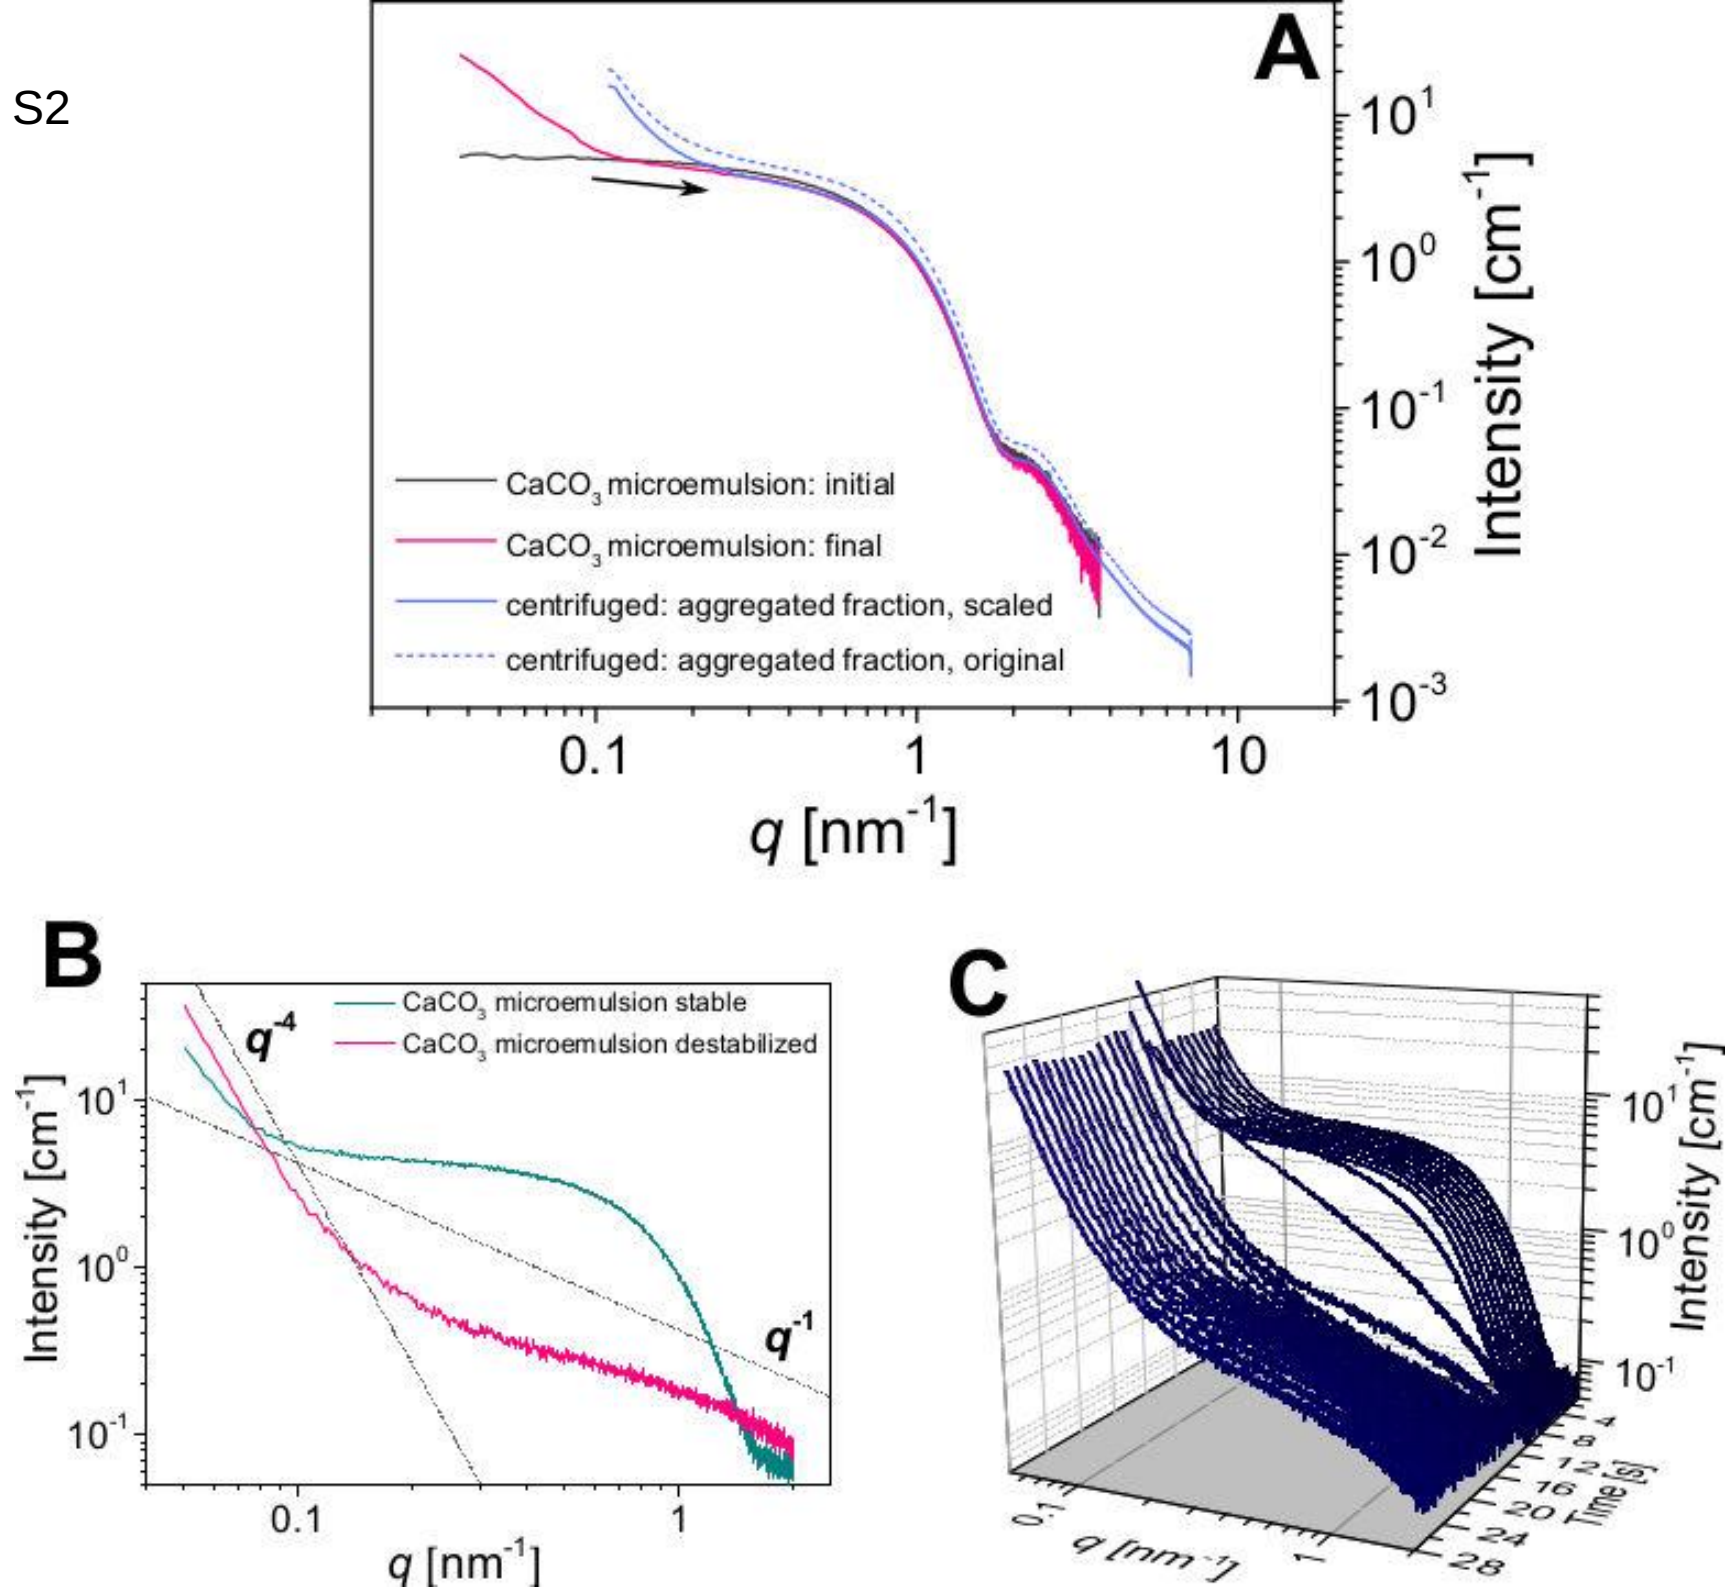 S2
A
10¹
10⁰
10⁻¹
10⁻²
10⁻³
Intensity [cm⁻¹]
CaCO₃ microemulsion: initial
CaCO₃ microemulsion: final
centrifuged: aggregated fraction, scaled
centrifuged: aggregated fraction, original
0.1 1 10
q [nm⁻¹]
B
CaCO₃ microemulsion stable
CaCO₃ microemulsion destabilized
q⁻⁴
q⁻¹
10¹
10⁰
10⁻¹
Intensity [cm⁻¹]
0.1 1
q [nm⁻¹]
C
10¹
10⁰
10⁻¹
Intensity [cm⁻¹]
4
8
12
16
20
24
28
Time [s]
0.1 1
q [nm⁻¹]